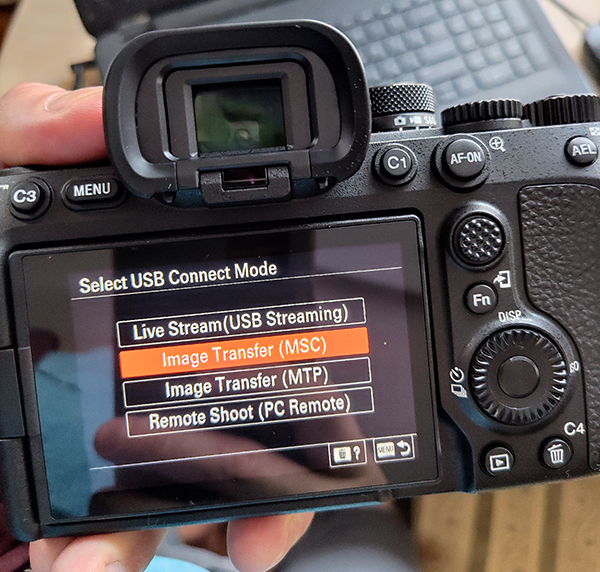 C1
AF-ON
AEL
C3
MENU
Select USB Connect Mode
Live Stream(USB Streaming)
Image Transfer (MSC)
Image Transfer (MTP)
Remote Shoot (PC Remote)
?
MENU
Fn
DISP
C4